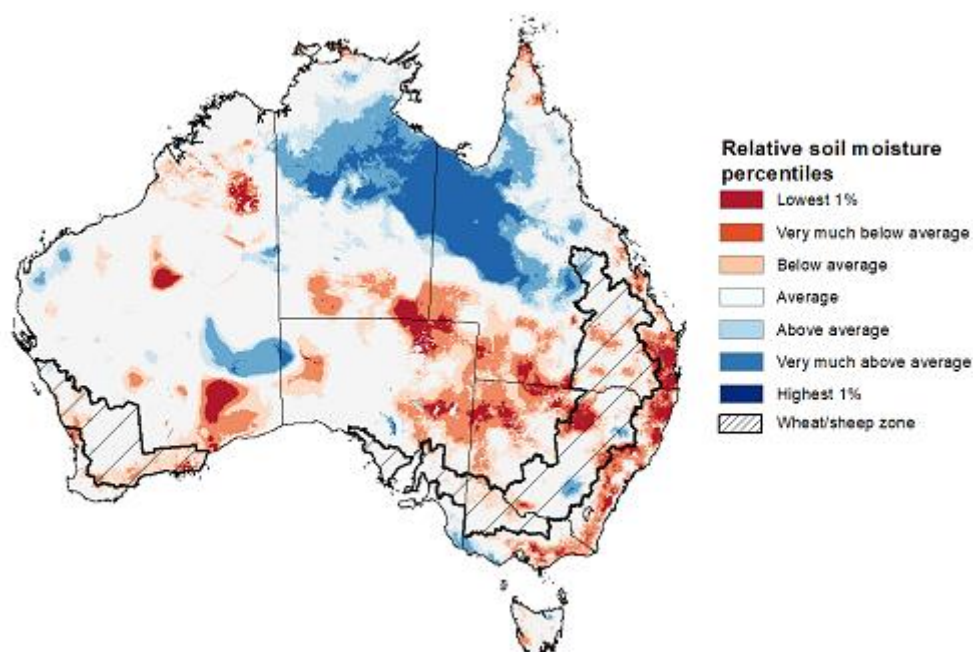 Relative soil moisture
percentiles
Lowest 1%
Very much below average
Below average
Average
Above average
Very much above average
Highest 1%
Wheat/sheep zone